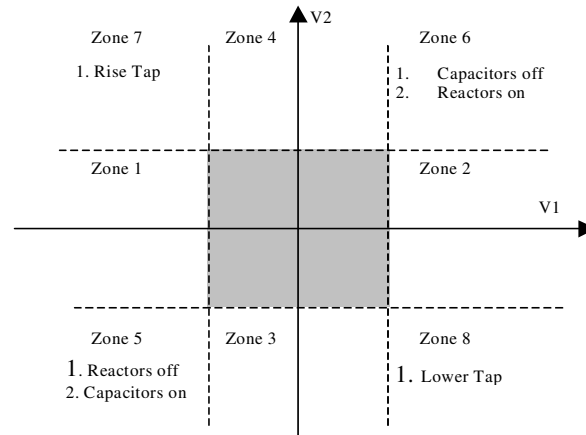 V2
Zone 7
Zone 4
Zone 6
1. Rise Tap
1. Capacitors off
2. Reactors on
Zone 1
Zone 2
V1
Zone 5
Zone 3
Zone 8
1. Reactors off
2. Capacitors on
1. Lower Tap